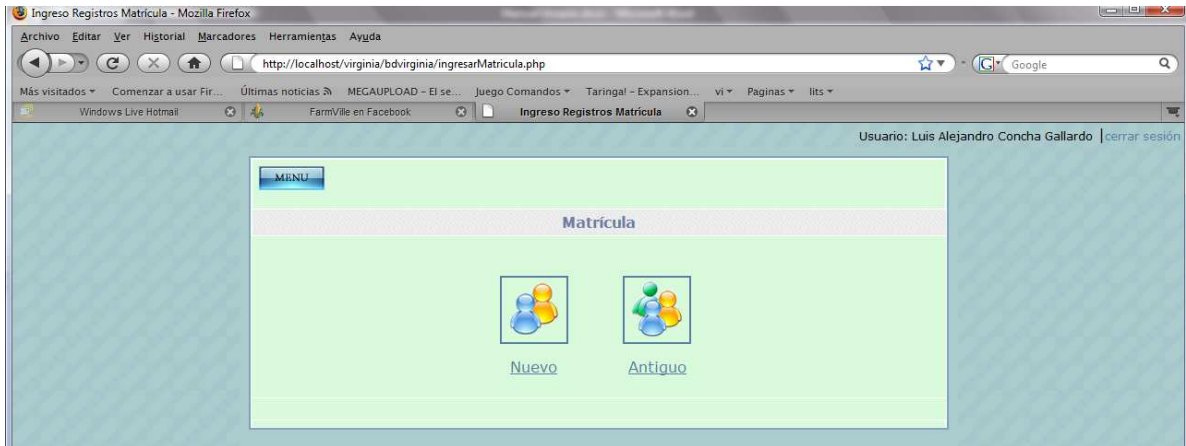 Ingreso Registros Matrícula - Mozilla Firefox
Archivo Editar Ver Historial Marcadores Herramientas Ayuda
http://localhost/virginia/bdvirginia/ingresarMatricula.php
Google
Más visitados Comenzar a usar Fir... Últimas noticias MEGAUPLOAD - El se... Juego Comandos Taringa! - Expansion... vi Paginas lits
Windows Live Hotmail FarmVille en Facebook Ingreso Registros Matrícula
Usuario: Luis Alejandro Concha Gallardo |cerrar sesión
MENU
Matrícula
Nuevo Antiguo